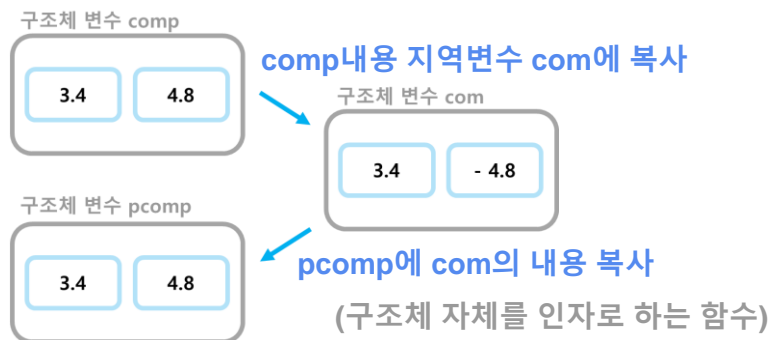 구조체 변수 comp
3.4 4.8
comp내용 지역변수 com에 복사
구조체 변수 com
3.4 - 4.8
구조체 변수 pcomp
3.4 4.8
pcomp에 com의 내용 복사
(구조체 자체를 인자로 하는 함수)